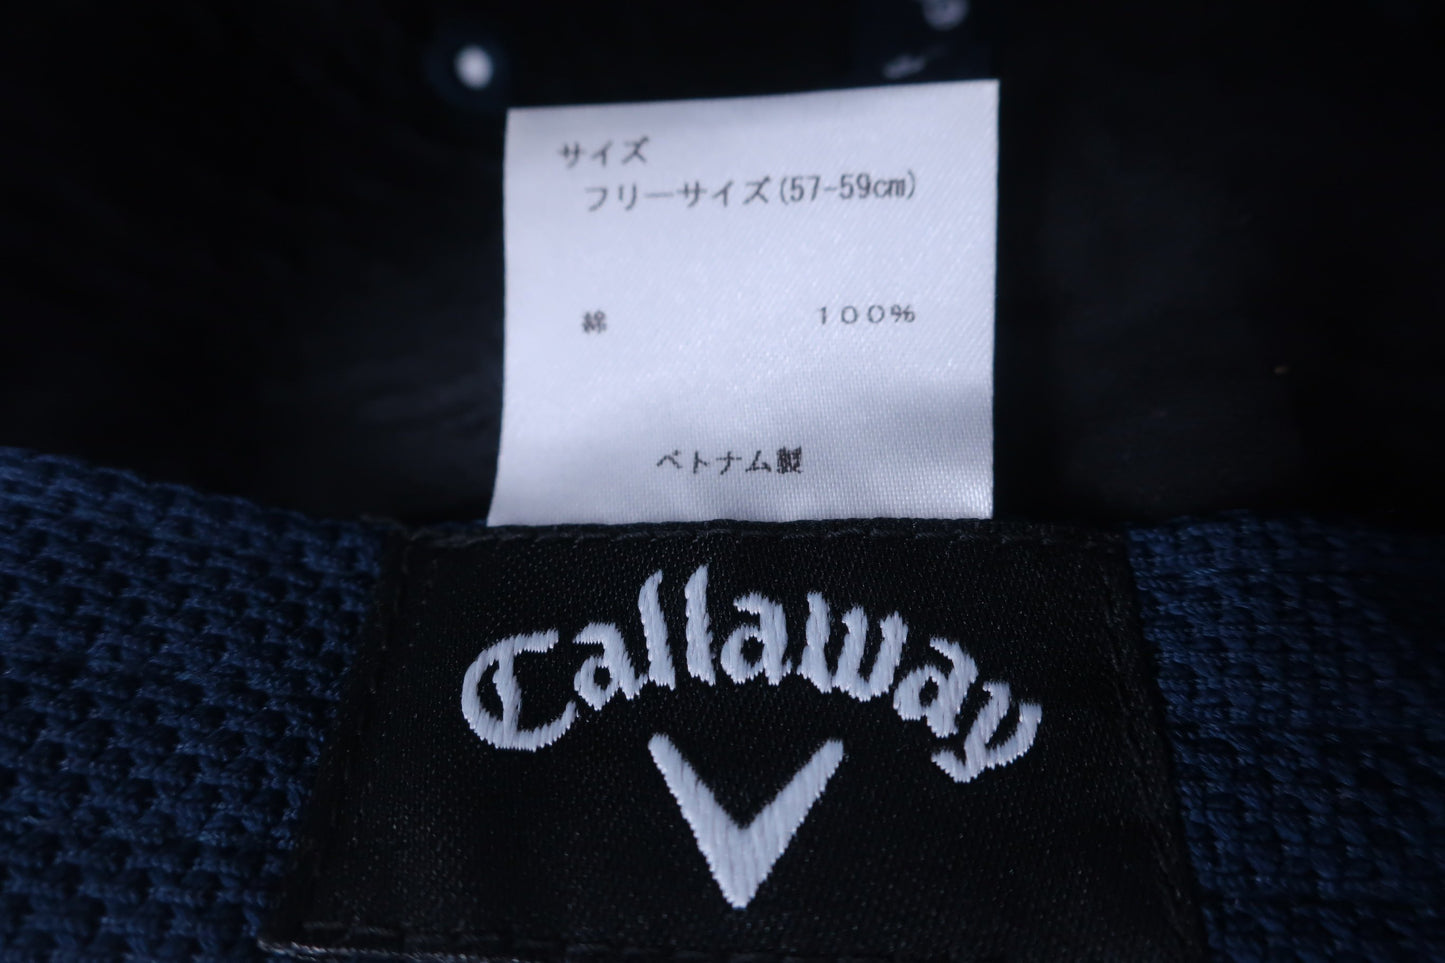 サイズ
フリーサイズ(57-59cm)
綿 100%
ベトナム製
Callaway